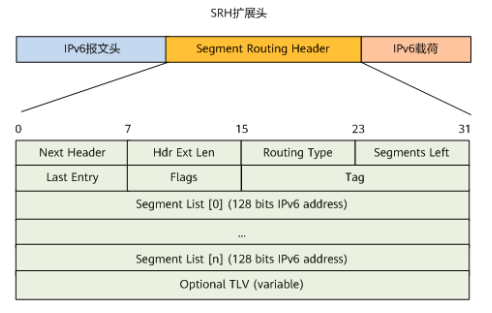 SRH扩展头
IPv6报文头 Segment Routing Header IPv6载荷
0 7 15 23 31
Next Header Hdr Ext Len Routing Type Segments Left
Last Entry Flags Tag
Segment List [0] (128 bits IPv6 address)
...
Segment List [n] (128 bits IPv6 address)
Optional TLV (variable)